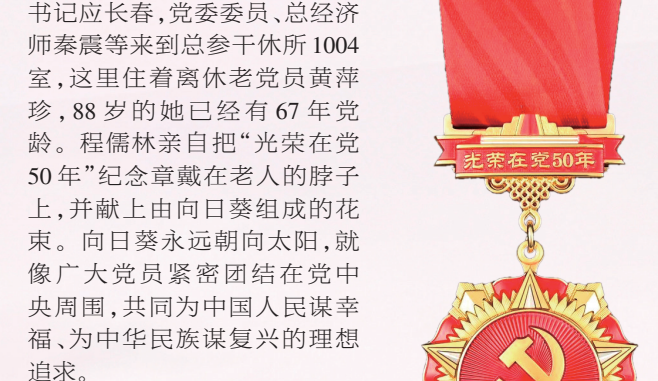 书记应长春,党委委员、总经济
师秦震等来到总参干休所1004
室,这里住着离休老党员黄萍
珍,88岁的她已经有67年党
龄。程儒林亲自把“光荣在党
50年”纪念章戴在老人的脖子
上,并献上由向日葵组成的花
束。向日葵永远朝向太阳,就
像广大党员紧密团结在党中
央周围,共同为中国人民谋幸
福、为中华民族谋复兴的理想
追求。
光荣在党50年